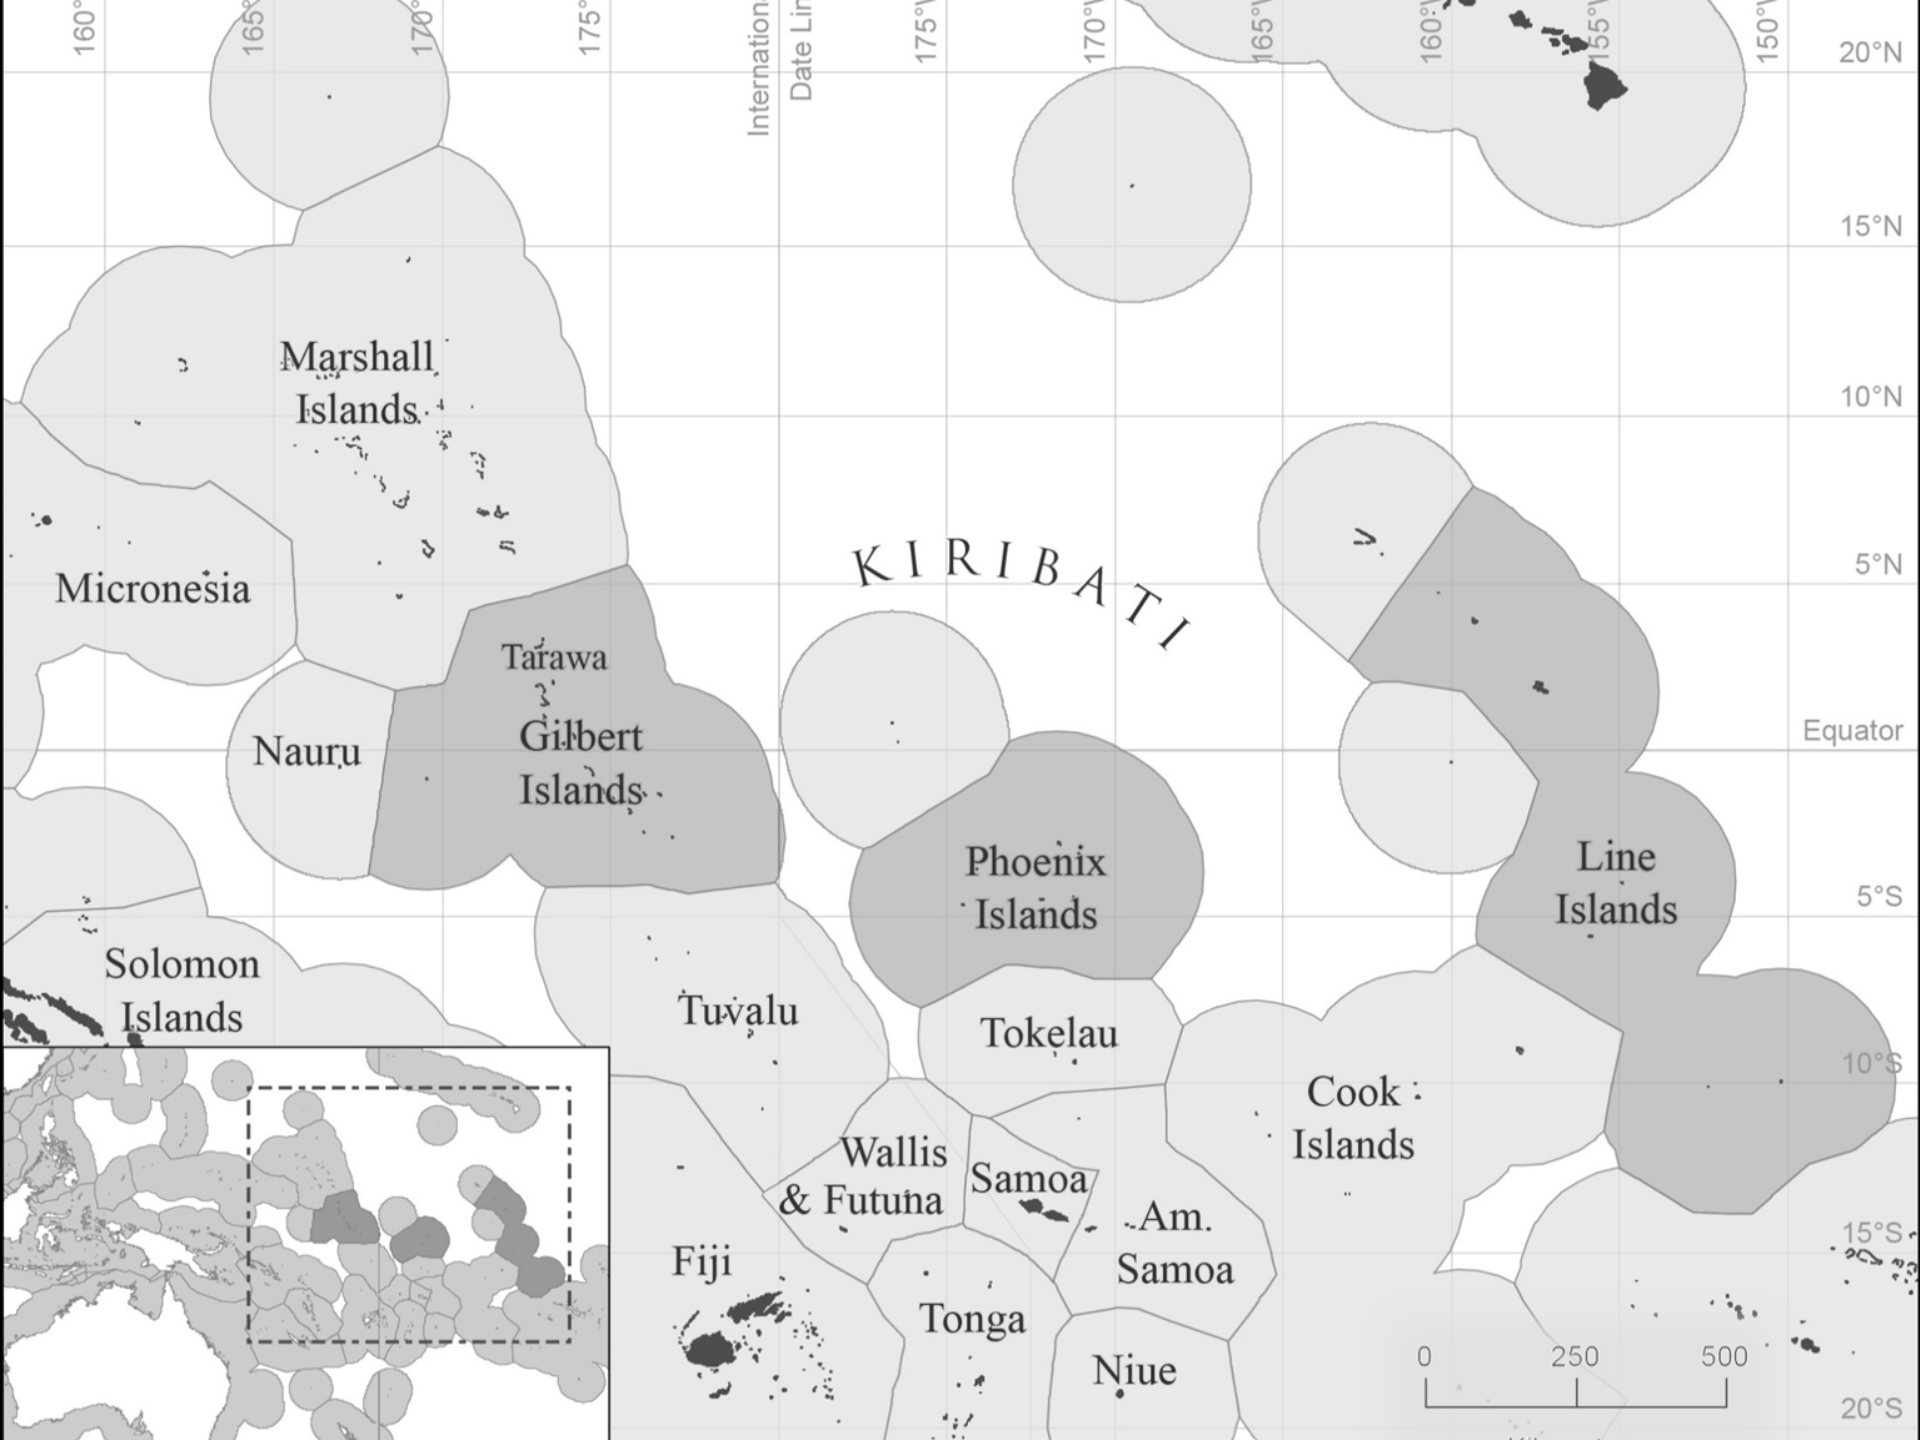 160°
165°
170°
175°
International
Date Line
175°W
170°W
165°W
160°W
155°W
150°W
20°N
15°N
Marshall
Islands
10°N
5°N
Micronesia
KIRIBATI
Tarawa
Gilbert
Islands
Nauru
Equator
Phoenix
Islands
Line
Islands
5°S
Solomon
Islands
Tuvalu
Tokelau
Cook
Islands
10°S
Wallis
& Futuna
Samoa
Am.
Samoa
15°S
Fiji
Tonga
Niue
0 250 500
20°S